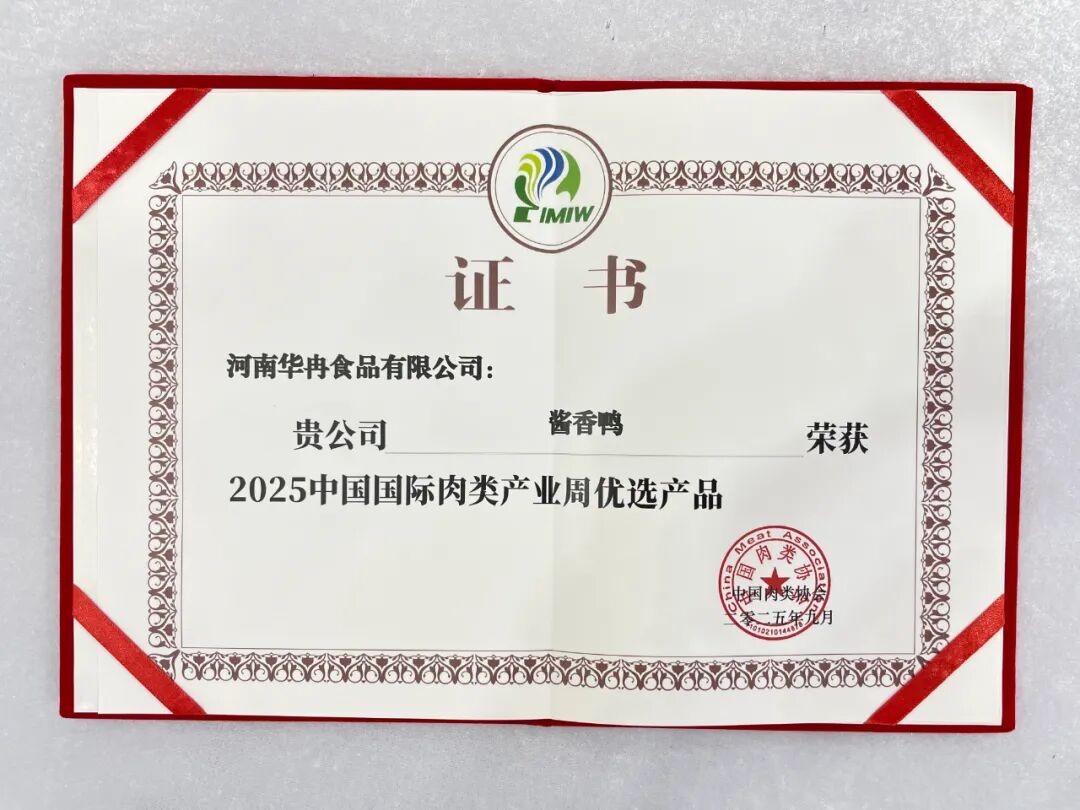 IMIW
证书
河南华冉食品有限公司:
贵公司 酱香鸭 荣获
2025中国国际肉类产业周优选产品
China Meat Association
中国肉类协会
中国肉类协会
二零二五年九月